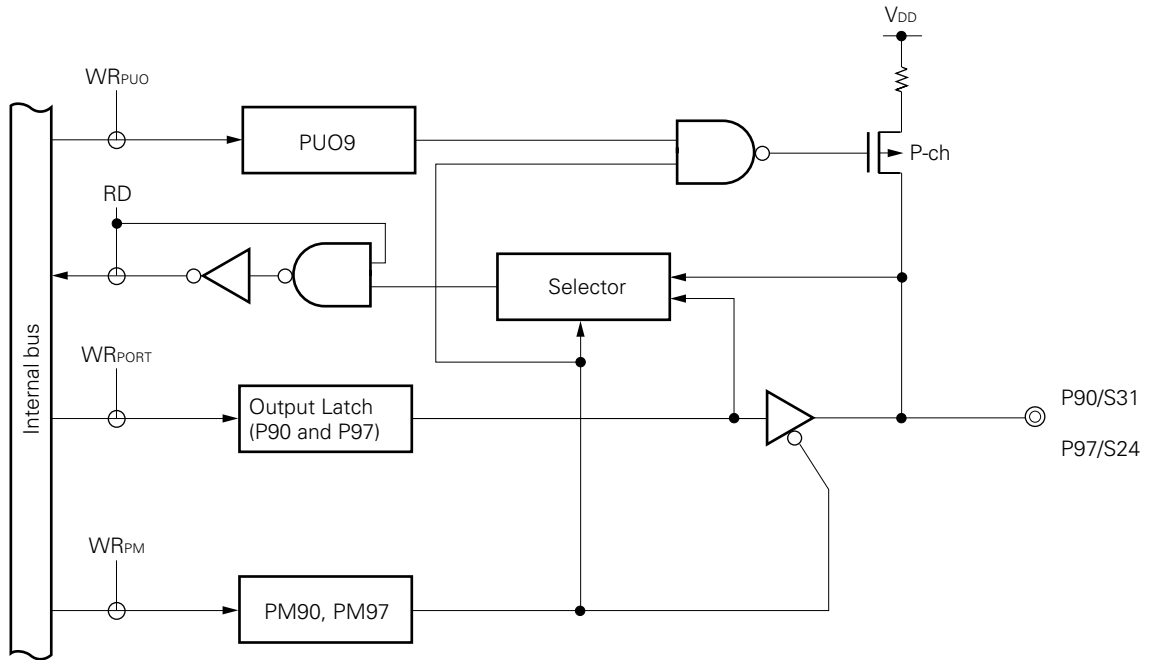 VDD
WRPUO
PUO9
P-ch
RD
Selector
WRPORT
Internal bus
Output Latch
(P90 and P97)
P90/S31
P97/S24
WRPM
PM90, PM97